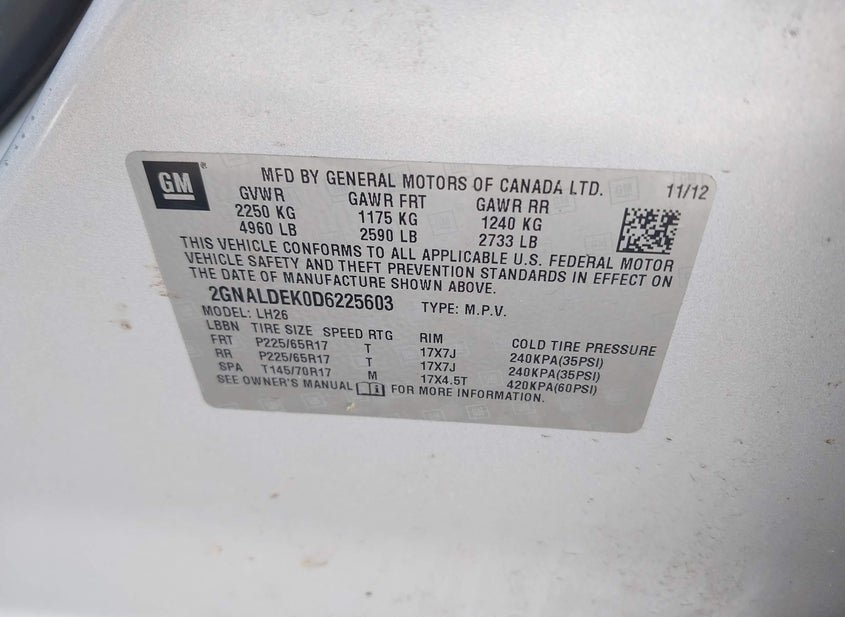 GM
MFD BY GENERAL MOTORS OF CANADA LTD. 11/12
GVWR GAWR FRT GAWR RR
2250 KG 1175 KG 1240 KG
4960 LB 2590 LB 2733 LB
THIS VEHICLE CONFORMS TO ALL APPLICABLE U.S. FEDERAL MOTOR
VEHICLE SAFETY AND THEFT PREVENTION STANDARDS IN EFFECT ON
THE DATE OF MANUFACTURE SHOWN ABOVE.
2GNALDEK0D6225603 TYPE: M.P.V.
MODEL: LH26
LBBN TIRE SIZE SPEED RTG RIM COLD TIRE PRESSURE
FRT P225/65R17 T 17X7J 240KPA(35PSI)
RR P225/65R17 T 17X7J 240KPA(35PSI)
SPA T145/70R17 M 17X4.5T 420KPA(60PSI)
SEE OWNER'S MANUAL FOR MORE INFORMATION.